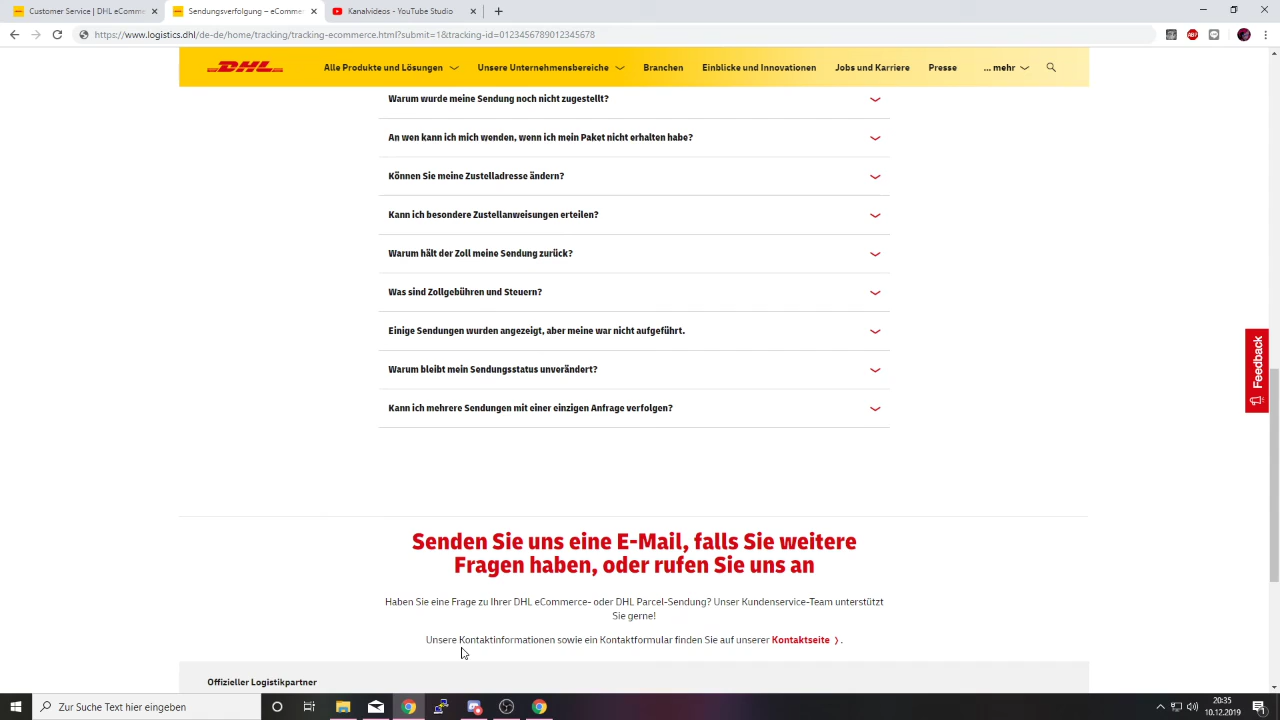 Customer Service | DHL eComme
Sendungsverfolgung – eCommer
Kanalvideos - YouTube Studio
https://www.logistics.dhl/de-de/home/tracking/tracking-ecommerce.html?submit=1&tracking-id=0123456789012345678
DHL
Alle Produkte und Lösungen
Unsere Unternehmensbereiche
Branchen
Einblicke und Innovationen
Jobs und Karriere
Presse
... mehr
Warum wurde meine Sendung noch nicht zugestellt?
An wen kann ich mich wenden, wenn ich mein Paket nicht erhalten habe?
Können Sie meine Zustelladresse ändern?
Kann ich besondere Zustellanweisungen erteilen?
Warum hält der Zoll meine Sendung zurück?
Was sind Zollgebühren und Steuern?
Einige Sendungen wurden angezeigt, aber meine war nicht aufgeführt.
Warum bleibt mein Sendungsstatus unverändert?
Kann ich mehrere Sendungen mit einer einzigen Anfrage verfolgen?
Feedback
Senden Sie uns eine E-Mail, falls Sie weitere
Fragen haben, oder rufen Sie uns an
Haben Sie eine Frage zu Ihrer DHL eCommerce- oder DHL Parcel-Sendung? Unser Kundenservice-Team unterstützt
Sie gerne!
Unsere Kontaktinformationen sowie ein Kontaktformular finden Sie auf unserer Kontaktseite ❭.
Offizieller Logistikpartner
Zur Suche Text hier eingeben
20:35
10.12.2019